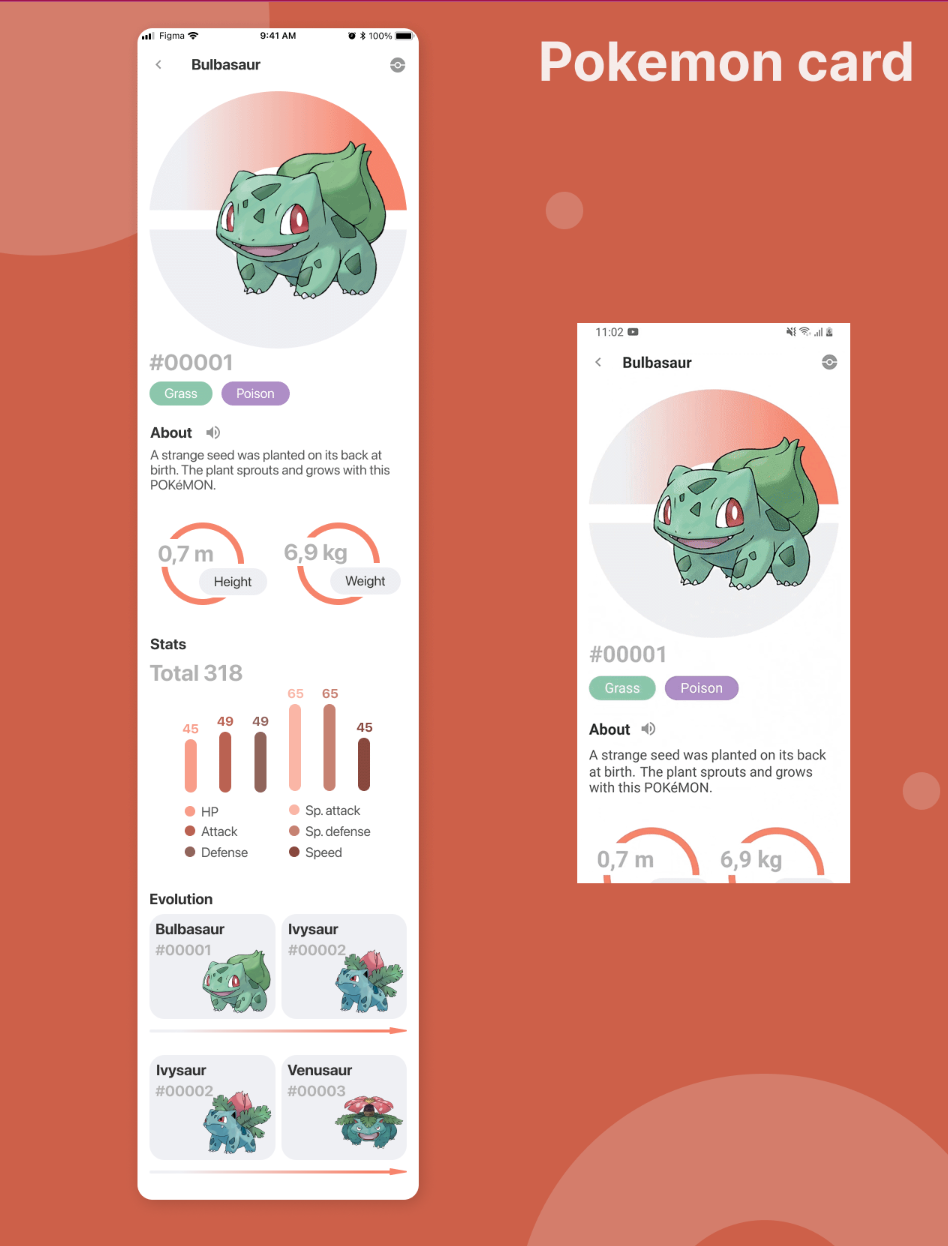 Pokemon card
Figma 9:41 AM 100%
Bulbasaur
#00001
Grass Poison
About
A strange seed was planted on its back at
birth. The plant sprouts and grows with this
POKéMON.
0,7 m 6,9 kg
Height Weight
Stats
Total 318
45 49 49 65 65 45
HP Sp. attack
Attack Sp. defense
Defense Speed
Evolution
Bulbasaur Ivysaur
#00001 #00002
Ivysaur Venusaur
#00002 #00003
11:02
Bulbasaur
#00001
Grass Poison
About
A strange seed was planted on its back
at birth. The plant sprouts and grows
with this POKéMON.
0,7 m 6,9 kg